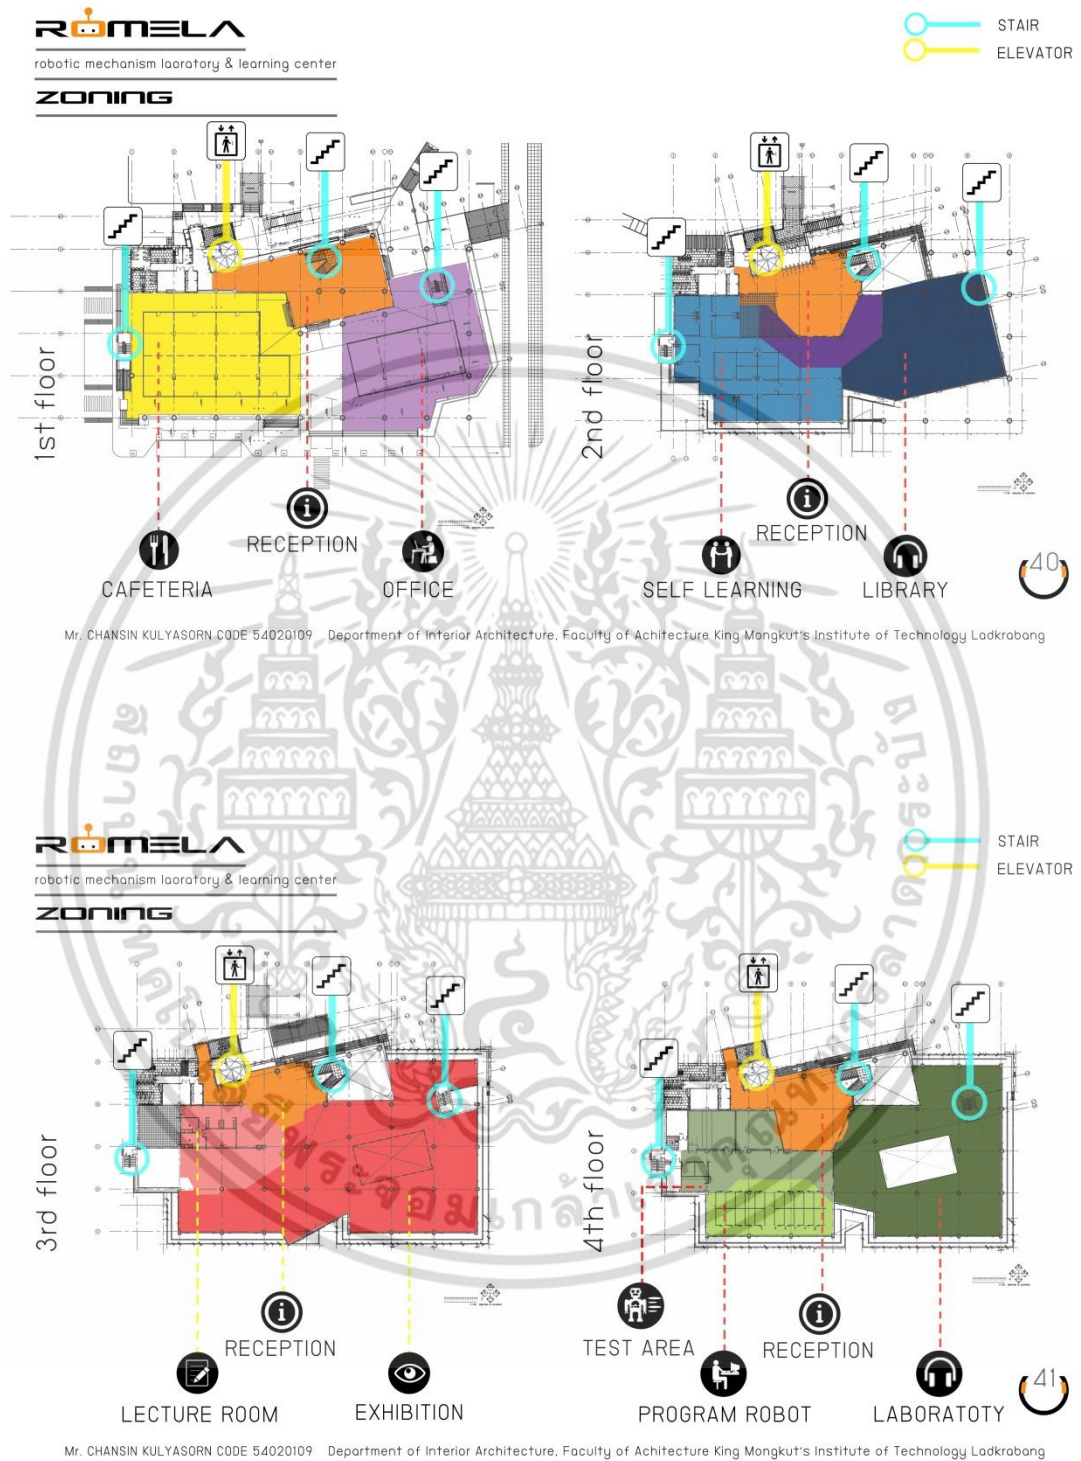 ROMELA
robotic mechanism laoratory & learning center
ZONING
STAIR
ELEVATOR
1st floor
2nd floor
RECEPTION
CAFETERIA
OFFICE
RECEPTION
SELF LEARNING
LIBRARY
40
Mr. CHANSIN KULYASORN CODE 54020109 Department of Interior Architecture, Faculty of Achitecture King Mongkut's Institute of Technology Ladkrabang
ROMELA
robotic mechanism laoratory & learning center
ZONING
STAIR
ELEVATOR
3rd floor
4th floor
RECEPTION
LECTURE ROOM
EXHIBITION
TEST AREA
RECEPTION
PROGRAM ROBOT
LABORATOTY
41
Mr. CHANSIN KULYASORN CODE 54020109 Department of Interior Architecture, Faculty of Achitecture King Mongkut's Institute of Technology Ladkrabang